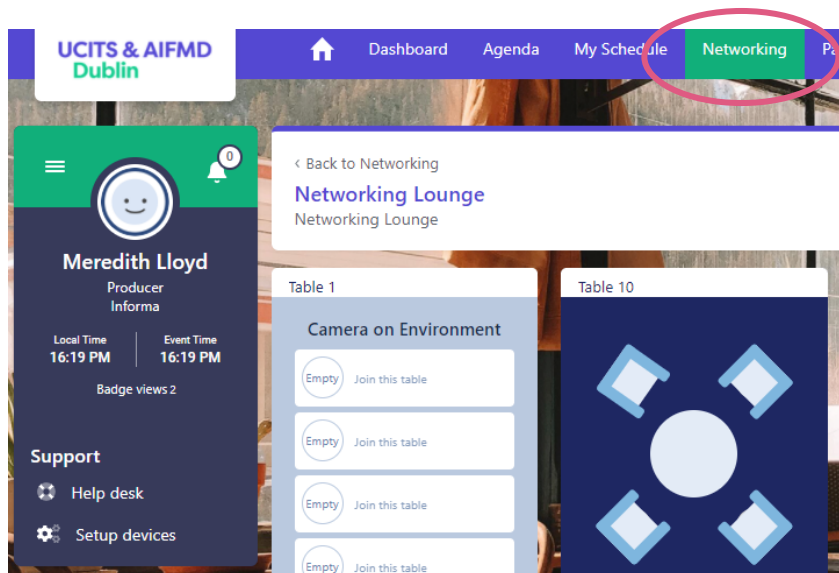 UCITS & AIFMD
Dublin
Dashboard Agenda My Schedule Networking
0
Meredith Lloyd
Producer
Informa
Local Time Event Time
16:19 PM 16:19 PM
Badge views 2
Support
Help desk
Setup devices
‹ Back to Networking
Networking Lounge
Networking Lounge
Table 1
Camera on Environment
Empty Join this table
Empty Join this table
Empty Join this table
Empty Join this table
Table 10